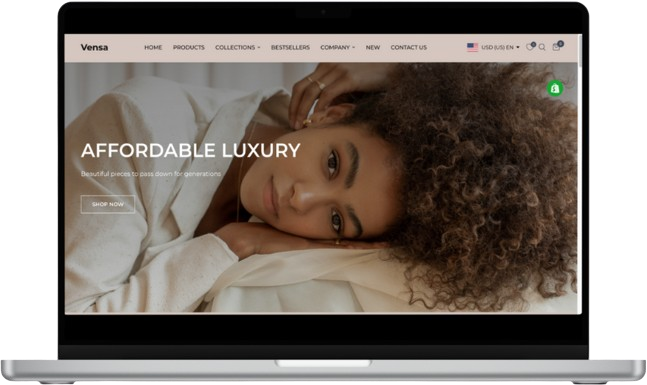 Vensa HOME PRODUCTS COLLECTIONS BESTSELLERS COMPANY NEW CONTACT US USD (US) EN
AFFORDABLE LUXURY
Beautiful pieces to pass down for generations
SHOP NOW